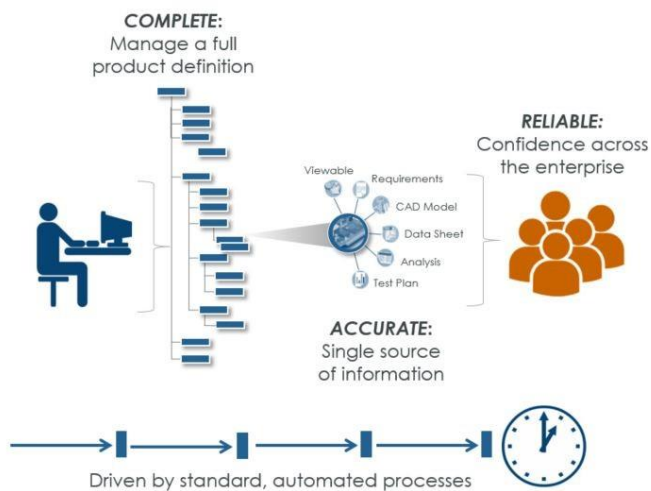 COMPLETE:
Manage a full
product definition
RELIABLE:
Confidence across
the enterprise
Viewable
Requirements
CAD Model
Data Sheet
Analysis
Test Plan
ACCURATE:
Single source
of information
Driven by standard, automated processes